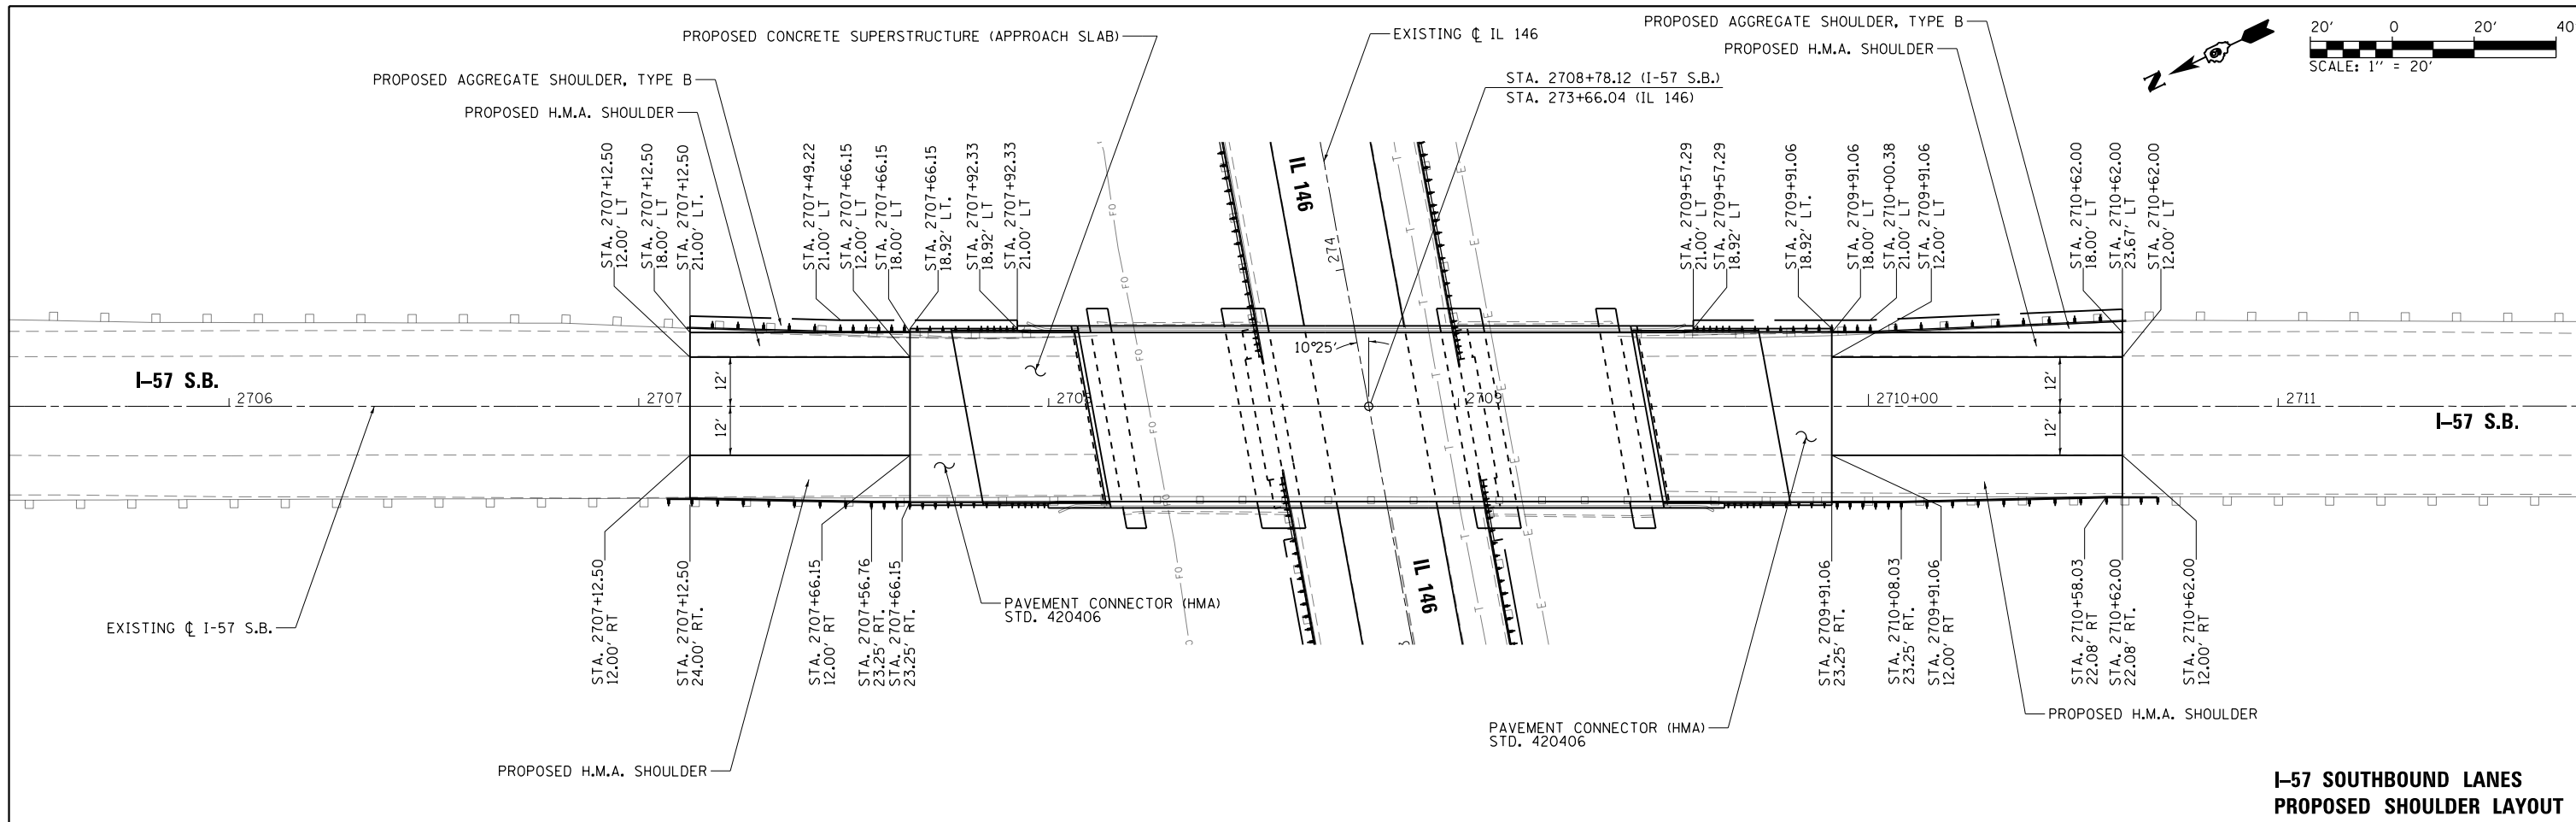 PROPOSED CONCRETE SUPERSTRUCTURE (APPROACH SLAB)
PROPOSED AGGREGATE SHOULDER, TYPE B
PROPOSED H.M.A. SHOULDER
EXISTING ℄ IL 146
STA. 2708+78.12 (I-57 S.B.)
STA. 273+66.04 (IL 146)
PROPOSED AGGREGATE SHOULDER, TYPE B
PROPOSED H.M.A. SHOULDER
N
20' 0 20' 40
SCALE: 1'' = 20'
STA. 2707+12.50
12.00' LT
STA. 2707+12.50
18.00' LT
STA. 2707+12.50
21.00' LT.
STA. 2707+49.22
21.00' LT
STA. 2707+66.15
12.00' LT
STA. 2707+66.15
18.00' LT
STA. 2707+66.15
18.92' LT.
STA. 2707+92.33
18.92' LT
STA. 2707+92.33
21.00' LT
IL 146
274
STA. 2709+57.29
21.00' LT
STA. 2709+57.29
18.92' LT
STA. 2709+91.06
18.92' LT.
STA. 2709+91.06
18.00' LT
STA. 2710+00.38
21.00' LT
STA. 2709+91.06
12.00' LT
STA. 2710+62.00
18.00' LT
STA. 2710+62.00
23.67' LT
STA. 2710+62.00
12.00' LT
FO
FO
FO
FO
FO
T
T
T
T
T
E
E
E
E
E
10°25'
I-57 S.B.
12'
12'
2706
2707
2708
2709
2710+00
2711
12'
12'
I-57 S.B.
IL 146
EXISTING ℄ I-57 S.B.
STA. 2707+12.50
12.00' RT
STA. 2707+12.50
24.00' RT.
STA. 2707+66.15
12.00' RT
STA. 2707+56.76
23.25' RT.
STA. 2707+66.15
23.25' RT.
PAVEMENT CONNECTOR (HMA)
STD. 420406
STA. 2709+91.06
23.25' RT.
STA. 2710+08.03
23.25' RT.
STA. 2709+91.06
12.00' RT
STA. 2710+58.03
22.08' RT
STA. 2710+62.00
22.08' RT.
STA. 2710+62.00
12.00' RT
PROPOSED H.M.A. SHOULDER
PAVEMENT CONNECTOR (HMA)
STD. 420406
PROPOSED H.M.A. SHOULDER
I-57 SOUTHBOUND LANES
PROPOSED SHOULDER LAYOUT